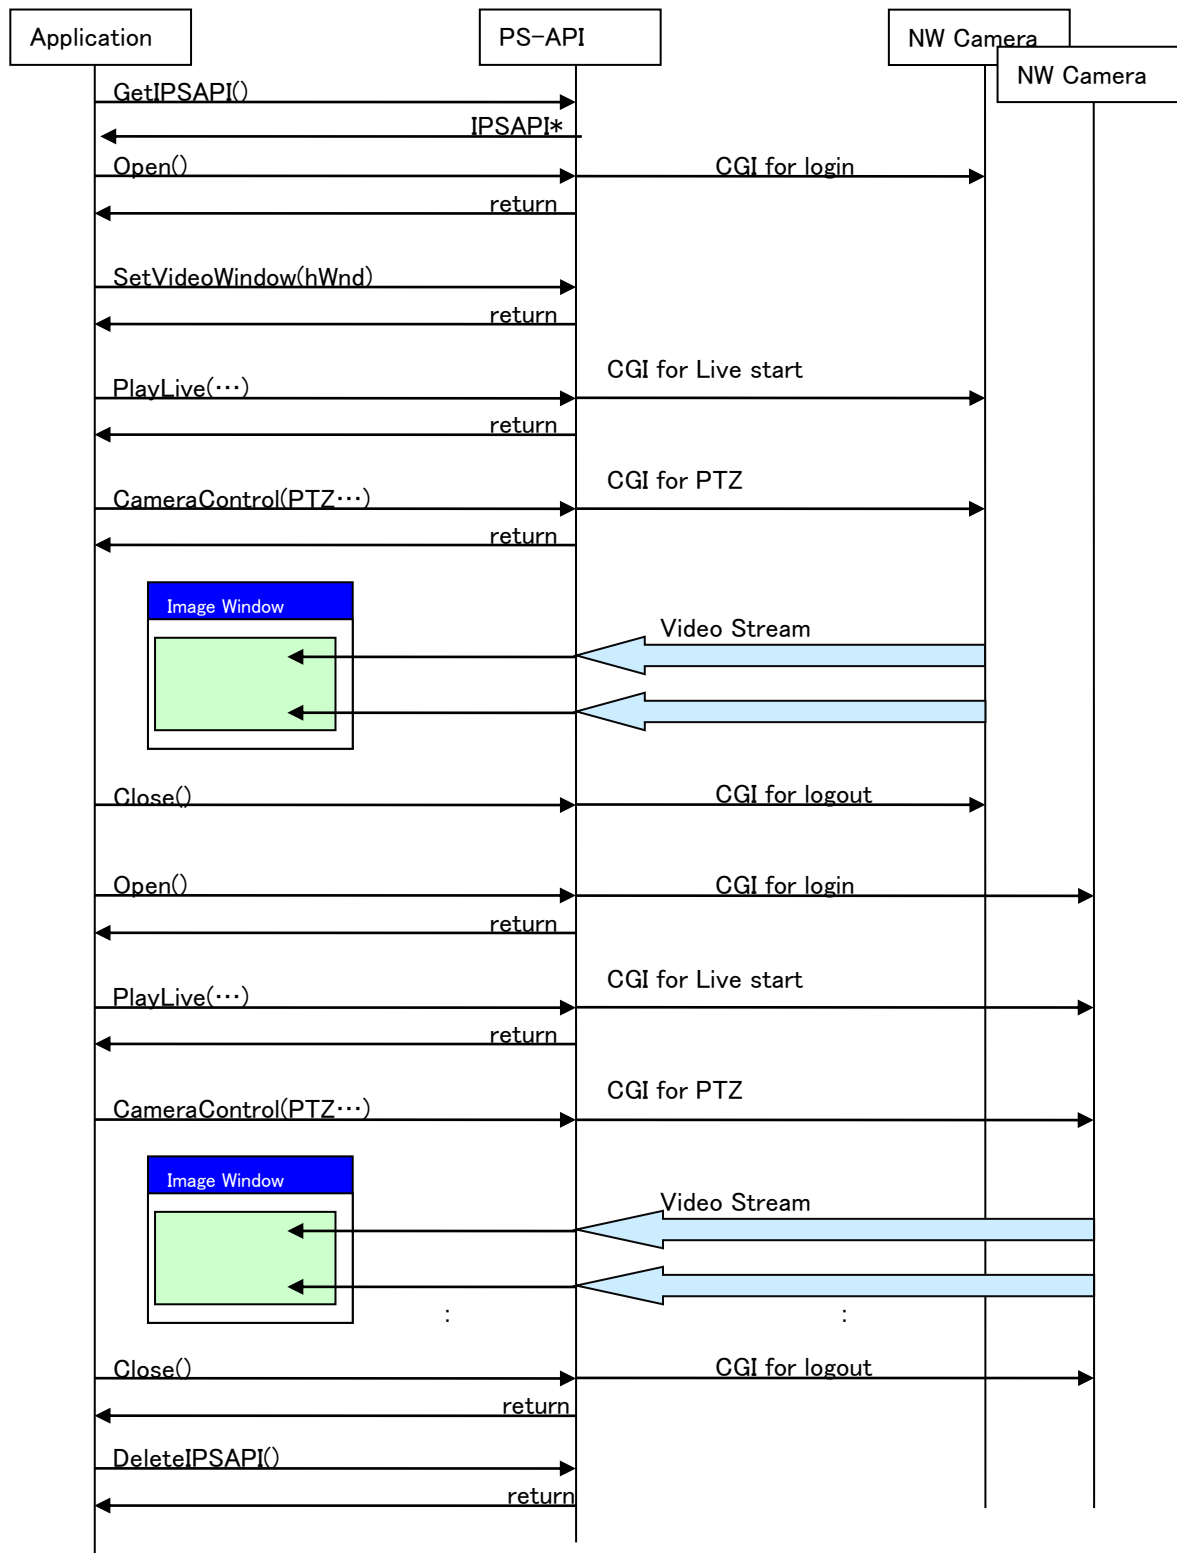 Application
PS-API
NW Camera
NW Camera
GetIPSAPI()
IPSAPI*
Open()
CGI for login
return
SetVideoWindow(hWnd)
return
CGI for Live start
PlayLive(⋯)
return
CGI for PTZ
CameraControl(PTZ⋯)
return
Image Window
Video Stream
Close()
CGI for logout
Open()
CGI for login
return
CGI for Live start
PlayLive(⋯)
return
CGI for PTZ
CameraControl(PTZ⋯)
Image Window
Video Stream
:
:
Close()
CGI for logout
return
DeleteIPSAPI()
return